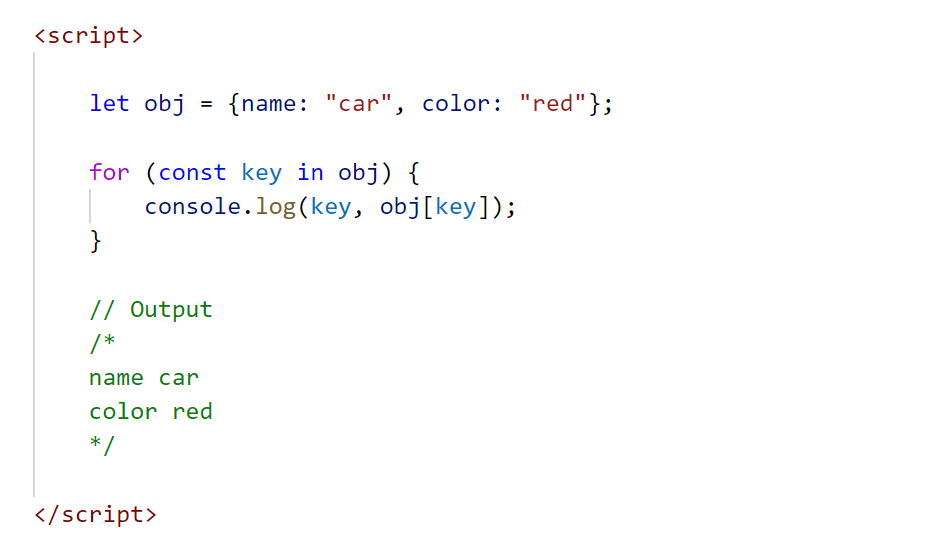 <script>
let obj = {name: "car", color: "red"};
for (const key in obj) {
console.log(key, obj[key]);
}
// Output
/*
name car
color red
*/
</script>